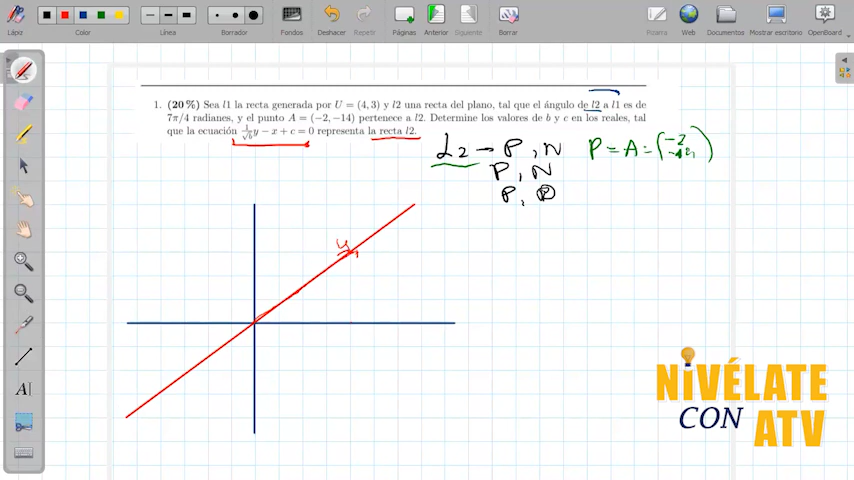 Lápiz
Color
Línea
Borrador
Fondos
Deshacer
Repetir
Páginas
Anterior
Siguiente
Borrar
Pizarra
Web
Documentos
Mostrar escritorio
OpenBoard
1. (20 %) Sea l1 la recta generada por U = (4, 3) y l2 una recta del plano, tal que el ángulo de l2 a l1 es de
7π/4 radianes, y el punto A = (−2, −14) pertenece a l2. Determine los valores de b y c en los reales, tal
que la ecuación 1/√b y − x + c = 0 representa la recta l2.
L2 → P, N
P = A = (-2
-14)
P, N
P, D
U
A
NIVÉLATE
CON
ATV